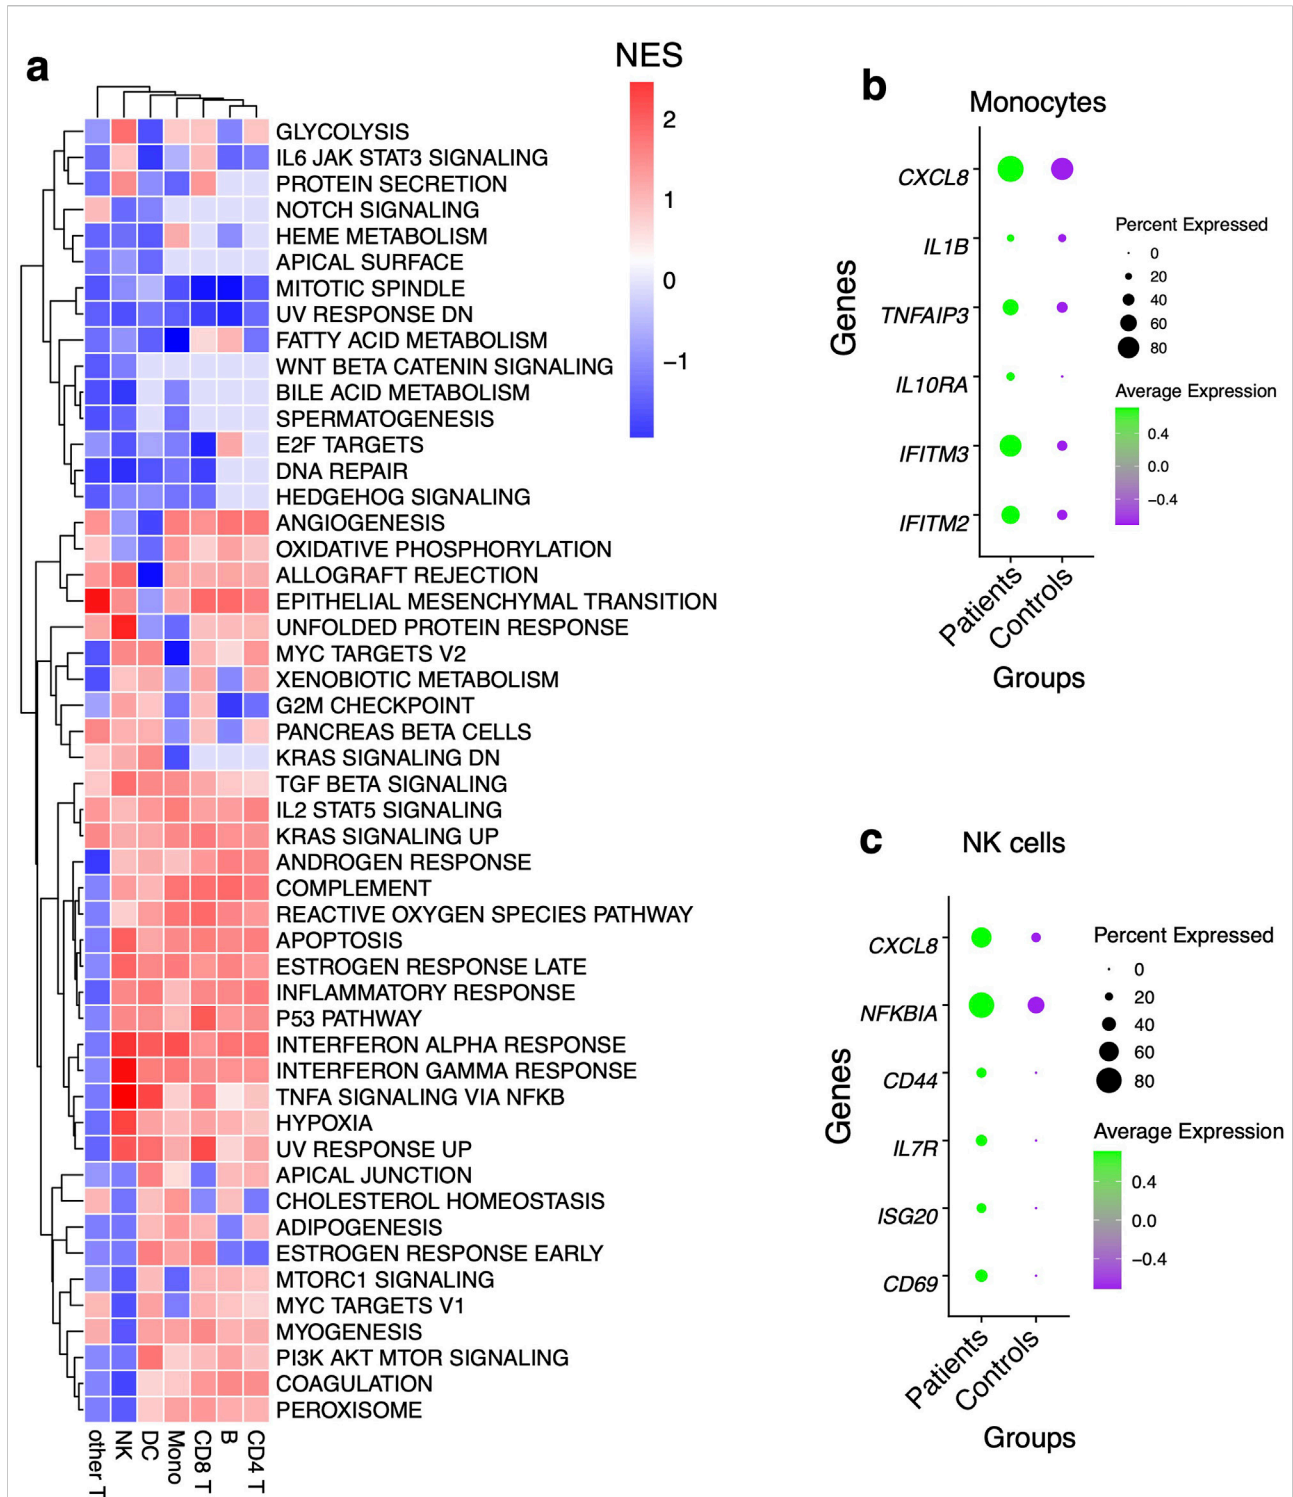 a
NES
2
1
0
−1
GLYCOLYSIS
IL6 JAK STAT3 SIGNALING
PROTEIN SECRETION
NOTCH SIGNALING
HEME METABOLISM
APICAL SURFACE
MITOTIC SPINDLE
UV RESPONSE DN
FATTY ACID METABOLISM
WNT BETA CATENIN SIGNALING
BILE ACID METABOLISM
SPERMATOGENESIS
E2F TARGETS
DNA REPAIR
HEDGEHOG SIGNALING
ANGIOGENESIS
OXIDATIVE PHOSPHORYLATION
ALLOGRAFT REJECTION
EPITHELIAL MESENCHYMAL TRANSITION
UNFOLDED PROTEIN RESPONSE
MYC TARGETS V2
XENOBIOTIC METABOLISM
G2M CHECKPOINT
PANCREAS BETA CELLS
KRAS SIGNALING DN
TGF BETA SIGNALING
IL2 STAT5 SIGNALING
KRAS SIGNALING UP
ANDROGEN RESPONSE
COMPLEMENT
REACTIVE OXYGEN SPECIES PATHWAY
APOPTOSIS
ESTROGEN RESPONSE LATE
INFLAMMATORY RESPONSE
P53 PATHWAY
INTERFERON ALPHA RESPONSE
INTERFERON GAMMA RESPONSE
TNFA SIGNALING VIA NFKB
HYPOXIA
UV RESPONSE UP
APICAL JUNCTION
CHOLESTEROL HOMEOSTASIS
ADIPOGENESIS
ESTROGEN RESPONSE EARLY
MTORC1 SIGNALING
MYC TARGETS V1
MYOGENESIS
PI3K AKT MTOR SIGNALING
COAGULATION
PEROXISOME
other T
NK
DC
Mono
CD8 T
B
CD4 T
b
Monocytes
Genes
CXCL8
IL1B
TNFAIP3
IL10RA
IFITM3
IFITM2
Patients
Controls
Groups
Percent Expressed
0
20
40
60
80
Average Expression
0.4
0.0
−0.4
c
NK cells
Genes
CXCL8
NFKBIA
CD44
IL7R
ISG20
CD69
Patients
Controls
Groups
Percent Expressed
0
20
40
60
80
Average Expression
0.4
0.0
−0.4